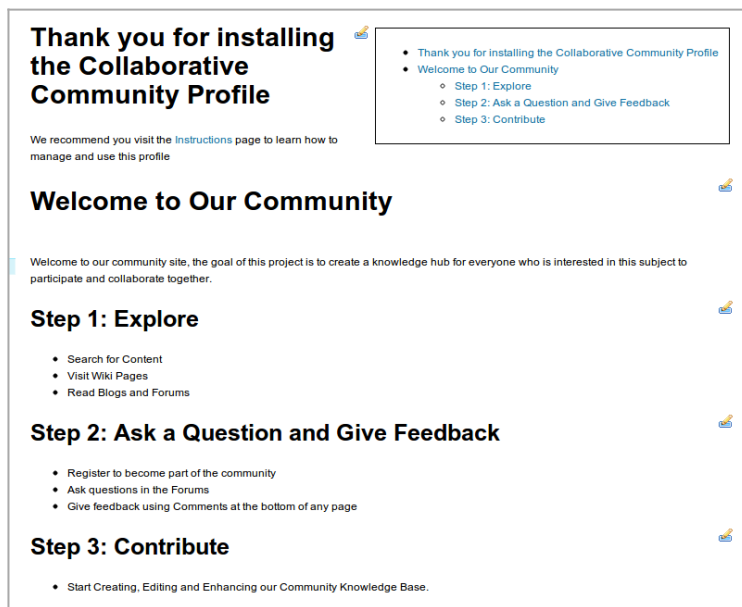 Thank you for installing
the Collaborative
Community Profile
We recommend you visit the Instructions page to learn how to
manage and use this profile
Thank you for installing the Collaborative Community Profile
Welcome to Our Community
Step 1: Explore
Step 2: Ask a Question and Give Feedback
Step 3: Contribute
Welcome to Our Community
Welcome to our community site, the goal of this project is to create a knowledge hub for everyone who is interested in this subject to
participate and collaborate together.
Step 1: Explore
Search for Content
Visit Wiki Pages
Read Blogs and Forums
Step 2: Ask a Question and Give Feedback
Register to become part of the community
Ask questions in the Forums
Give feedback using Comments at the bottom of any page
Step 3: Contribute
Start Creating, Editing and Enhancing our Community Knowledge Base.